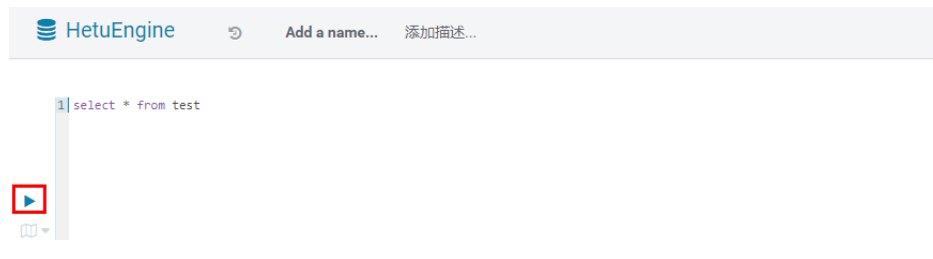 HetuEngine Add a name... 添加描述...
1 select * from test